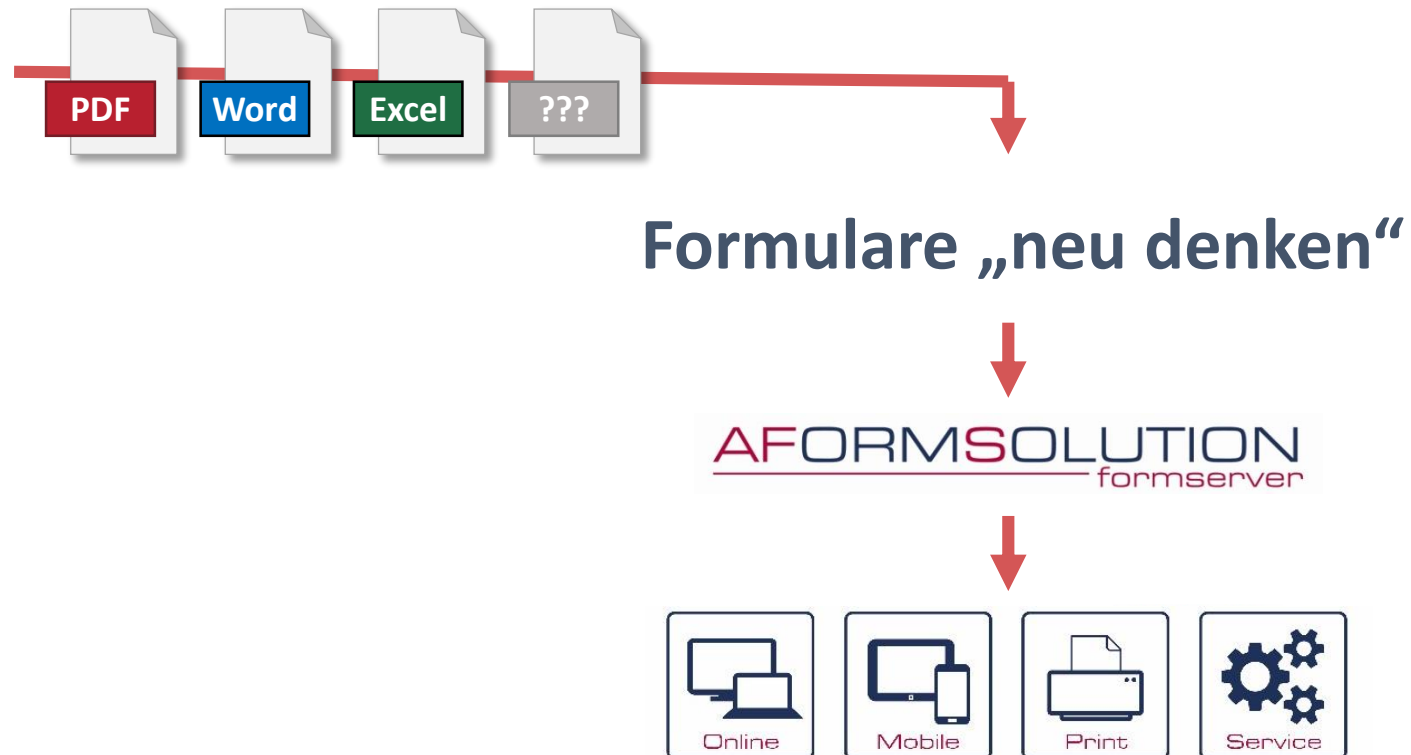 PDF Word Excel ???
Formulare „neu denken“
AFORMSOLUTION
formserver
Online Mobile Print Service